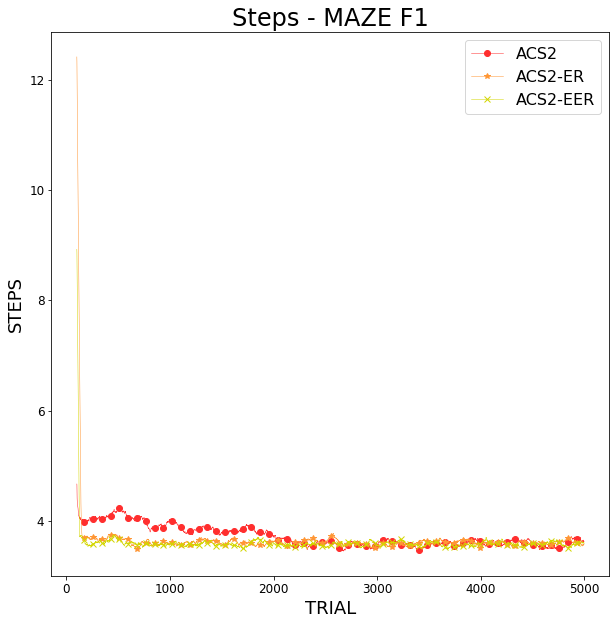 Steps - MAZE F1
ACS2
ACS2-ER
ACS2-EER
12
10
8
6
4
STEPS
0
1000
2000
3000
4000
5000
TRIAL